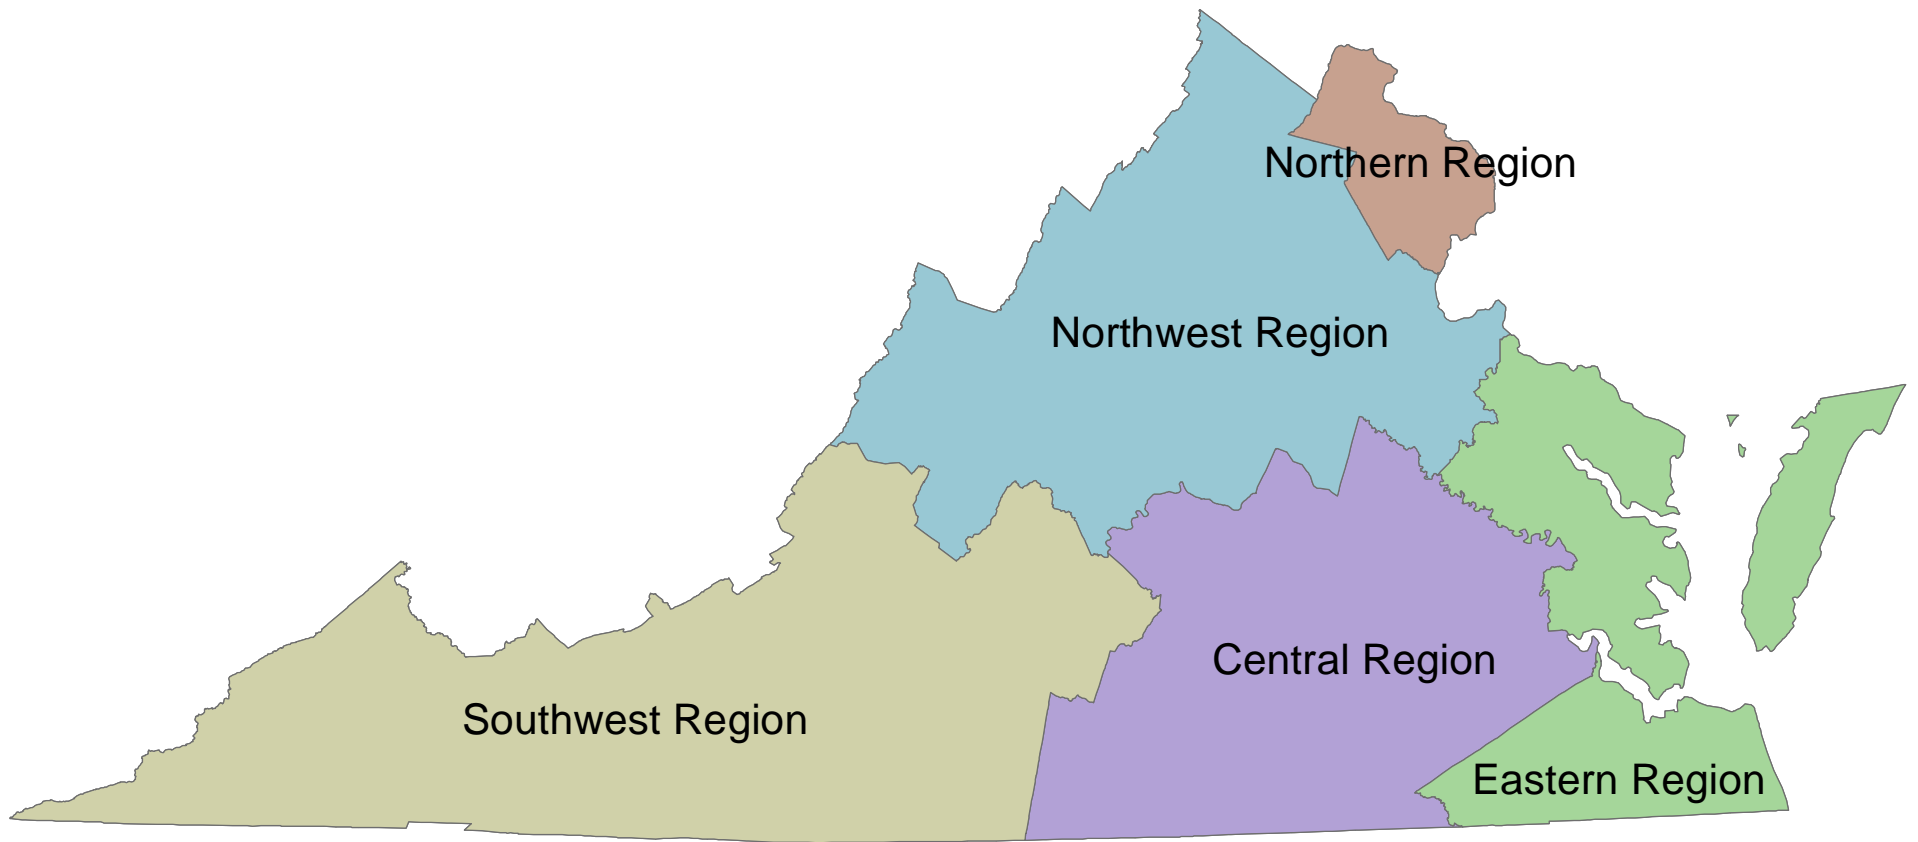 Northern Region
Northwest Region
Central Region
Southwest Region
Eastern Region